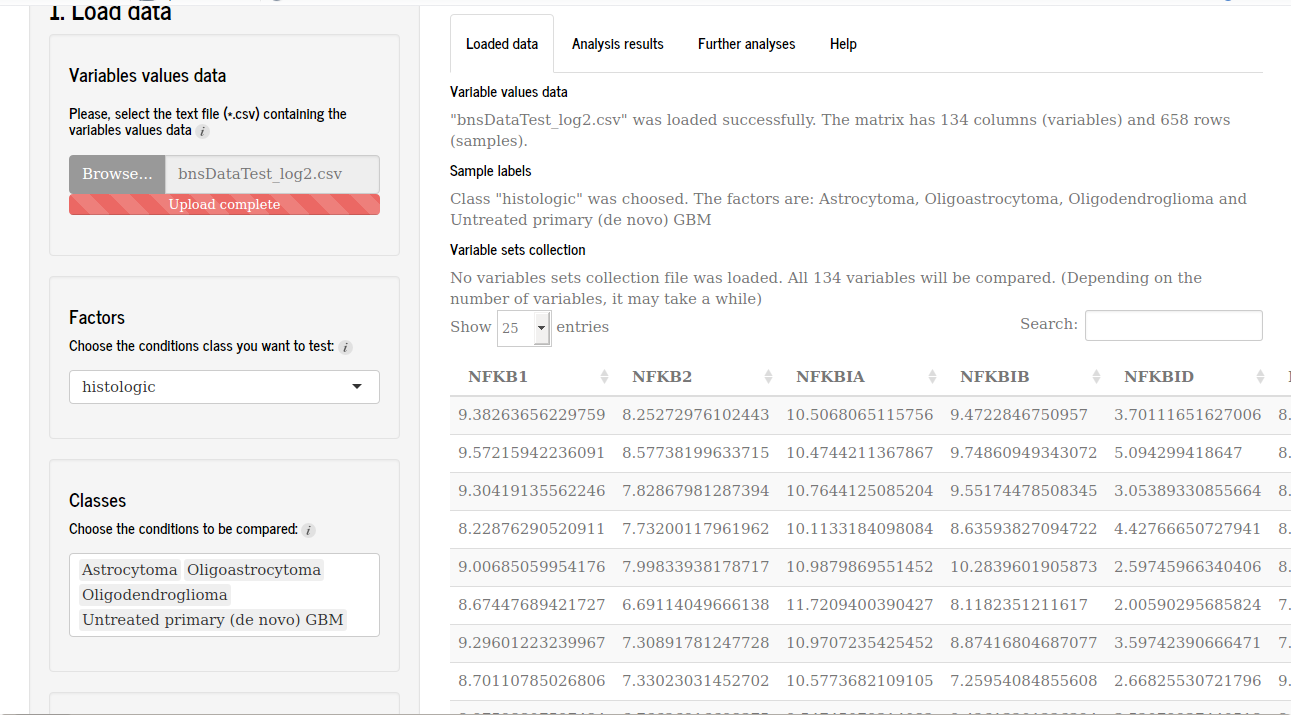 1. Load data
Variables values data
Please, select the text file (*.csv) containing the
variables values data i
Browse... bnsDataTest_log2.csv
Upload complete
Factors
Choose the conditions class you want to test: i
histologic
Classes
Choose the conditions to be compared: i
Astrocytoma Oligoastrocytoma
Oligodendroglioma
Untreated primary (de novo) GBM
Loaded data Analysis results Further analyses Help
Variable values data
"bnsDataTest_log2.csv" was loaded successfully. The matrix has 134 columns (variables) and 658 rows
(samples).
Sample labels
Class "histologic" was choosed. The factors are: Astrocytoma, Oligoastrocytoma, Oligodendroglioma and
Untreated primary (de novo) GBM
Variable sets collection
No variables sets collection file was loaded. All 134 variables will be compared. (Depending on the
number of variables, it may take a while)
Show 25 entries Search:
NFKB1 NFKB2 NFKBIA NFKBIB NFKBID
9.38263656229759 8.25272976102443 10.5068065115756 9.4722846750957 3.70111651627006 8.
9.57215942236091 8.57738199633715 10.4744211367867 9.74860949343072 5.094299418647 8.
9.30419135562246 7.82867981287394 10.7644125085204 9.55174478508345 3.05389330855664 8.
8.22876290520911 7.73200117961962 10.1133184098084 8.63593827094722 4.42766650727941 8.
9.00685059954176 7.99833938178717 10.9879869551452 10.2839601905873 2.59745966340406 8.
8.67447689421727 6.69114049666138 11.7209400390427 8.1182351211617 2.00590295685824 7.
9.29601223239967 7.30891781247728 10.9707235425452 8.87416804687077 3.59742390666471 7.
8.70110785026806 7.33023031452702 10.5773682109105 7.25954084855608 2.66825530721796 9.